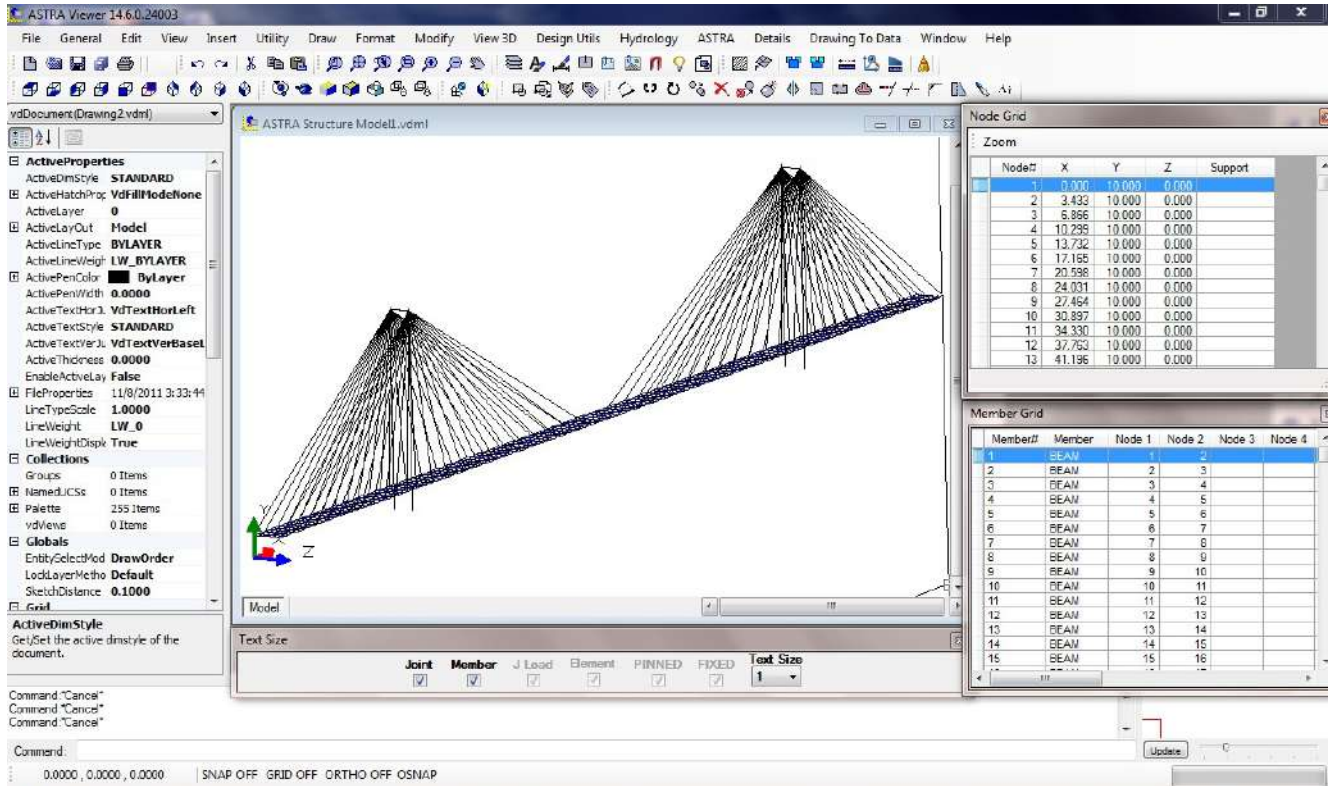 ASTRA Viewer 14.6.0.24003
File General Edit View Insert Utility Draw Format Modify View 3D Design Utils Hydrology ASTRA Details Drawing To Data Window Help
vdDocument(Drawing2.vdml)
ActiveProperties
ActiveDimStyle STANDARD
ActiveHatchProp VdFillModeNone
ActiveLayer 0
ActiveLayOut Model
ActiveLineType BYLAYER
ActiveLineWeigh LW_BYLAYER
ActivePenColor ByLayer
ActivePenWidth 0.0000
ActiveTextHorJ. VdTextHorLeft
ActiveTextStyle STANDARD
ActiveTextVerJu VdTextVerBaseL
ActiveThickness 0.0000
EnableActiveLay False
FileProperties 11/8/2011 3:33:44
LineTypeScale 1.0000
LineWeight LW_0
LineWeightDispl True
Collections
Groups 0 Items
NamedUCSs 0 Items
Palette 255 Items
vdViews 0 Items
Globals
EntitySelectMod DrawOrder
LockLayerMetho Default
SketchDistance 0.1000
Grid
ActiveDimStyle
Get/Set the active dimstyle of the
document.
ASTRA Structure Model1.vdml
Y
X
Z
Model
Text Size
Joint Member J Load Element PINNED FIXED Text Size
1
Node Grid
Zoom
Node# X Y Z Support
1 0.000 10.000 0.000
2 3.433 10.000 0.000
3 6.866 10.000 0.000
4 10.299 10.000 0.000
5 13.732 10.000 0.000
6 17.165 10.000 0.000
7 20.598 10.000 0.000
8 24.031 10.000 0.000
9 27.464 10.000 0.000
10 30.897 10.000 0.000
11 34.330 10.000 0.000
12 37.763 10.000 0.000
13 41.196 10.000 0.000
Member Grid
Member# Member Node 1 Node 2 Node 3 Node 4
1 BEAM 1 2
2 BEAM 2 3
3 BEAM 3 4
4 BEAM 4 5
5 BEAM 5 6
6 BEAM 6 7
7 BEAM 7 8
8 BEAM 8 9
9 BEAM 9 10
10 BEAM 10 11
11 BEAM 11 12
12 BEAM 12 13
13 BEAM 13 14
14 BEAM 14 15
15 BEAM 15 16
Command:"Cancel"
Command:"Cancel"
Command:"Cancel"
Command:
Update 0
0.0000 , 0.0000 , 0.0000 SNAP OFF GRID OFF ORTHO OFF OSNAP